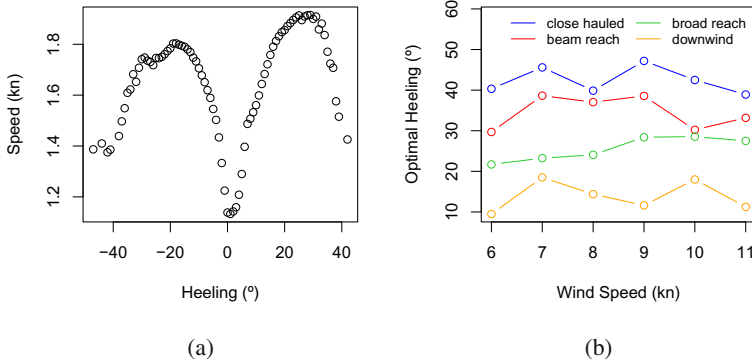 1.2 1.4 1.6 1.8
Speed (kn)
−40 −20 0 20 40
Heeling (º)
(a)
close hauled
beam reach
broad reach
downwind
10 20 30 40 50 60
Optimal Heeling (º)
6 7 8 9 10 11
Wind Speed (kn)
(b)